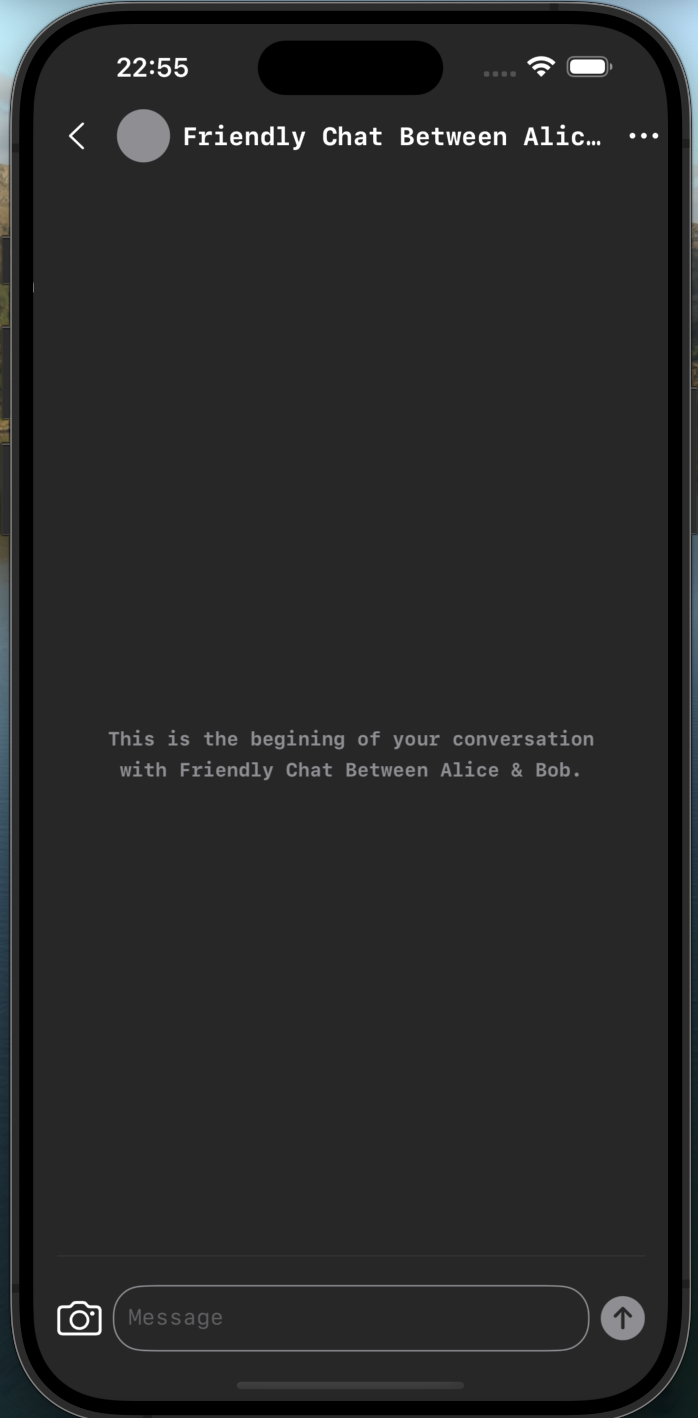 22:55
Friendly Chat Between Alic…
This is the begining of your conversation
with Friendly Chat Between Alice & Bob.
Message